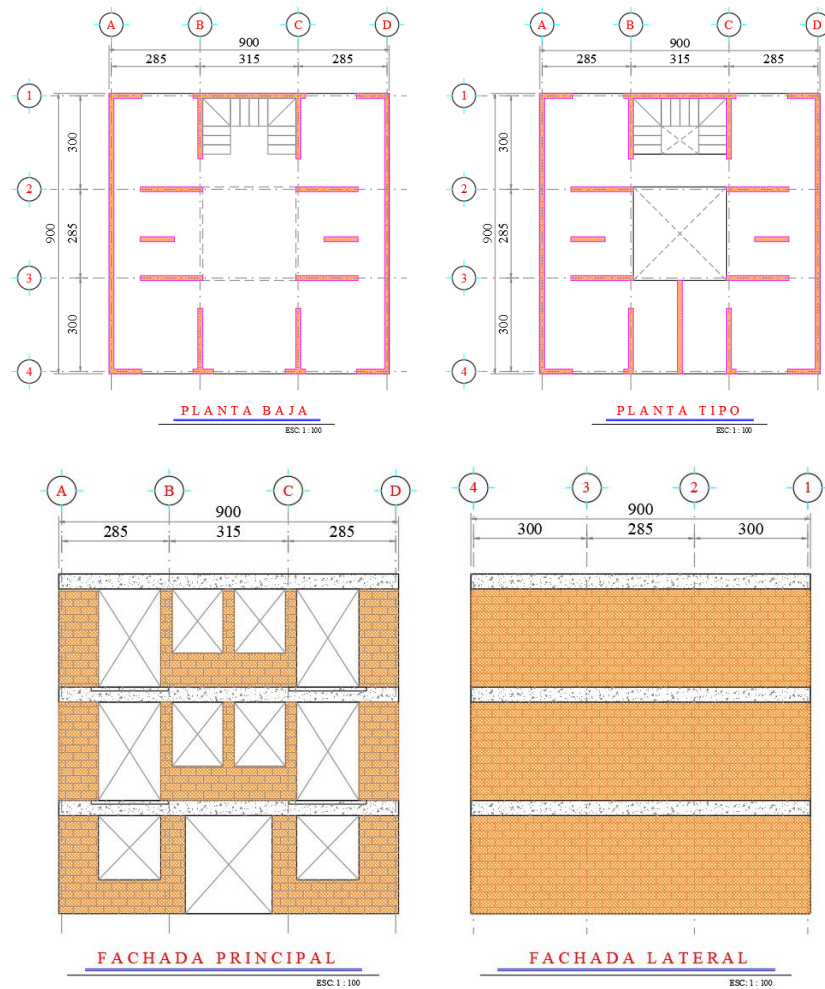 A B C D
900
285 315 285
1
300
2
900 285
3
300
4
PLANTA BAJA
ESC: 1 : 100
A B C D
900
285 315 285
1
300
2
900 285
3
300
4
PLANTA TIPO
ESC: 1 : 100
A B C D
900
285 315 285
FACHADA PRINCIPAL
ESC: 1 : 100
4 3 2 1
900
300 285 300
FACHADA LATERAL
ESC: 1 : 100